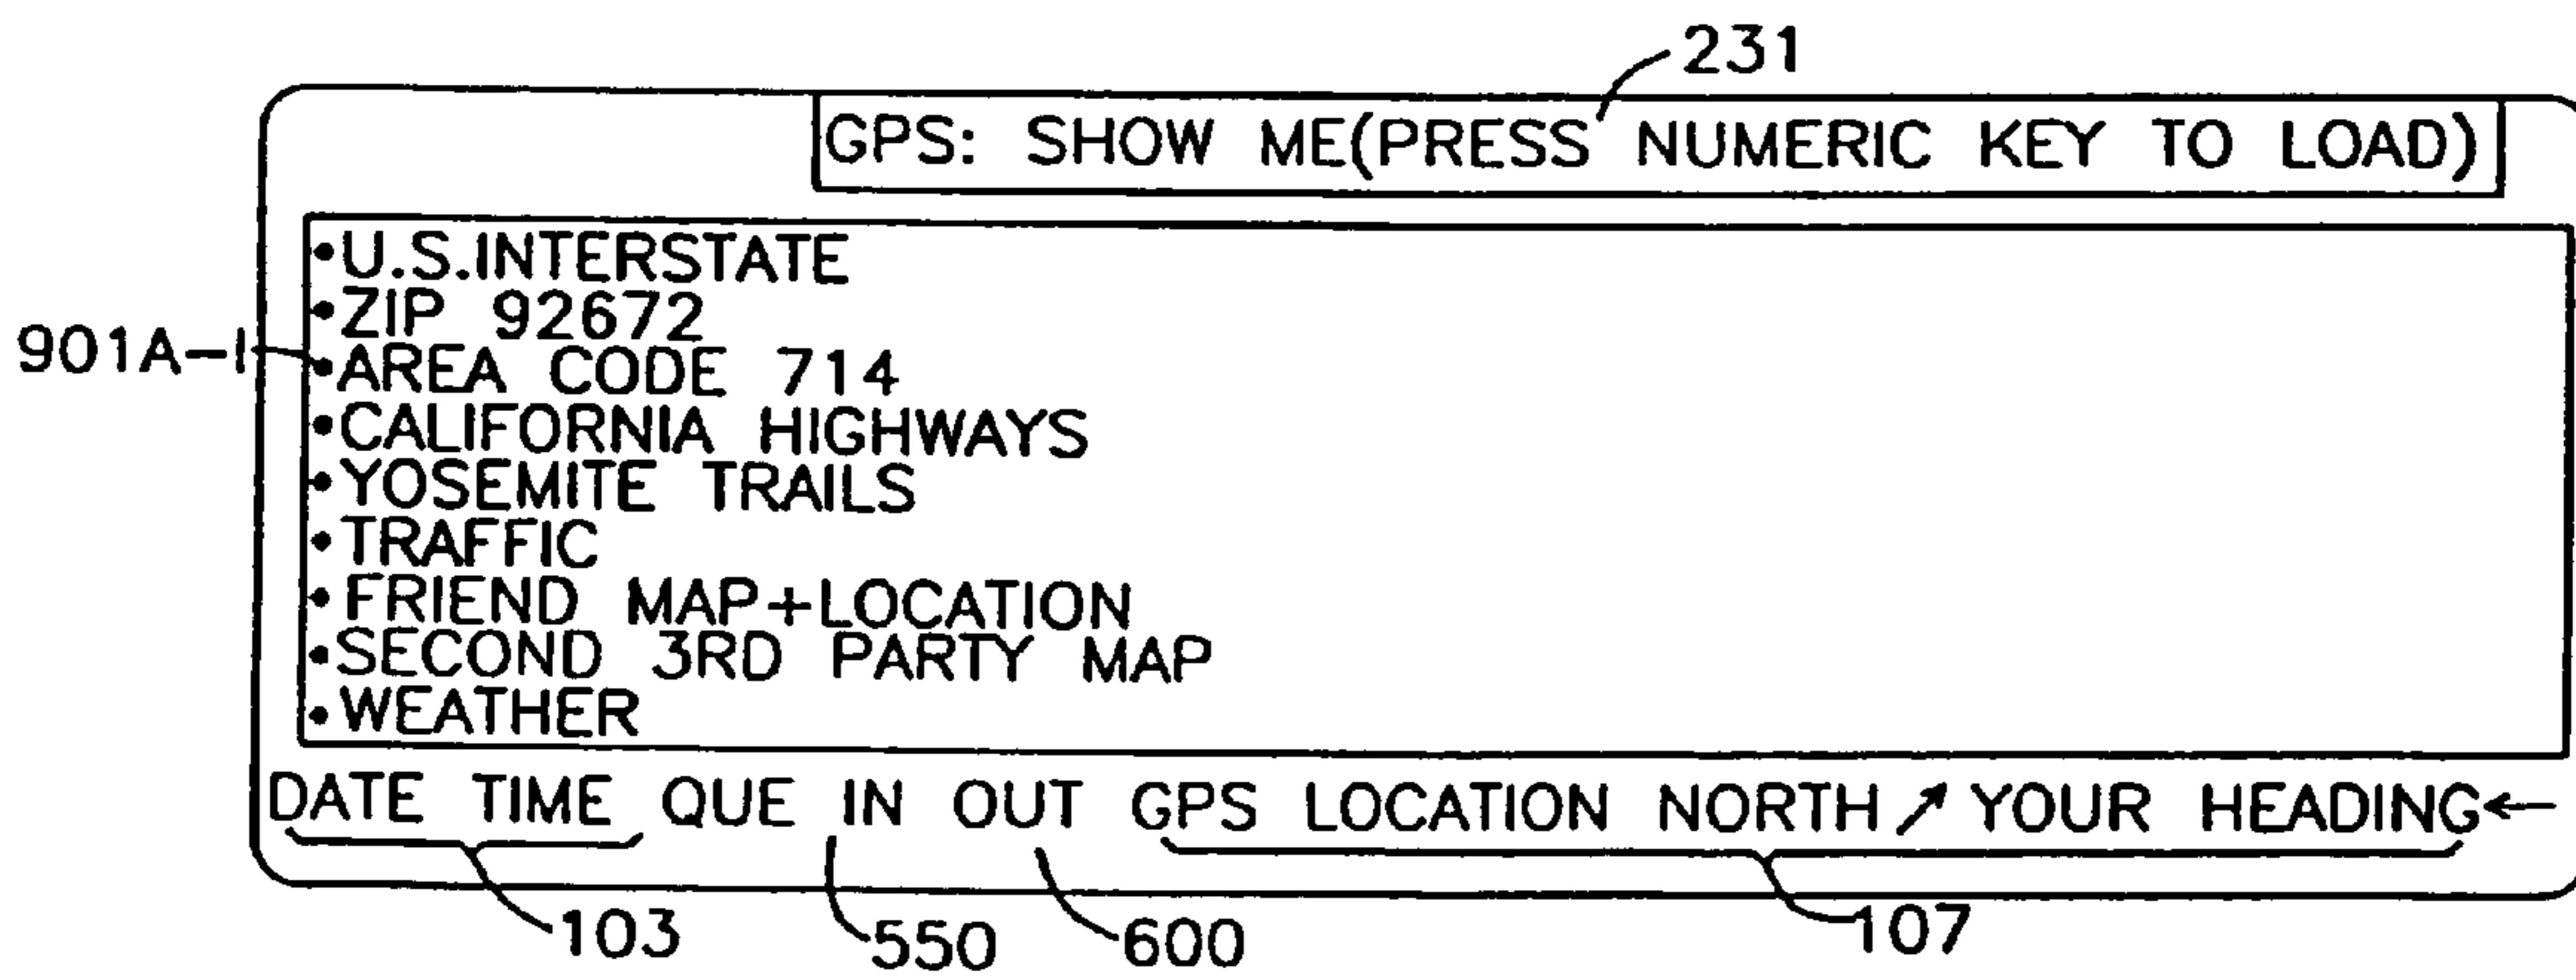 231
GPS: SHOW ME(PRESS NUMERIC KEY TO LOAD)
•U.S.INTERSTATE
•ZIP 92672
901A-I
•AREA CODE 714
•CALIFORNIA HIGHWAYS
•YOSEMITE TRAILS
•TRAFFIC
•FRIEND MAP+LOCATION
•SECOND 3RD PARTY MAP
•WEATHER
DATE TIME QUE IN OUT GPS LOCATION NORTH↗YOUR HEADING←
103 550 600 107